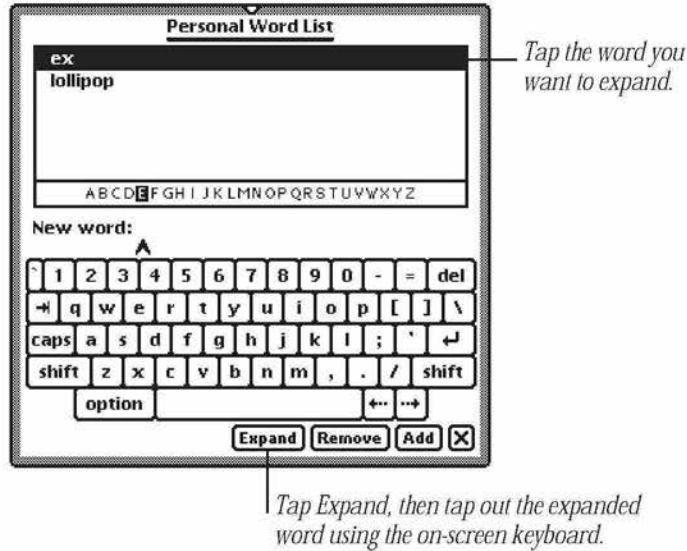 Personal Word List
ex
lollipop
Tap the word you
want to expand.
ABCDEFGHIJKLMNOPQRSTUVWXYZ
New word:
` 1 2 3 4 5 6 7 8 9 0 - = del
q w e r t y u i o p [ ] \
caps a s d f g h j k l ; '
shift z x c v b n m , . / shift
option
Expand Remove Add X
Tap Expand, then tap out the expanded
word using the on-screen keyboard.